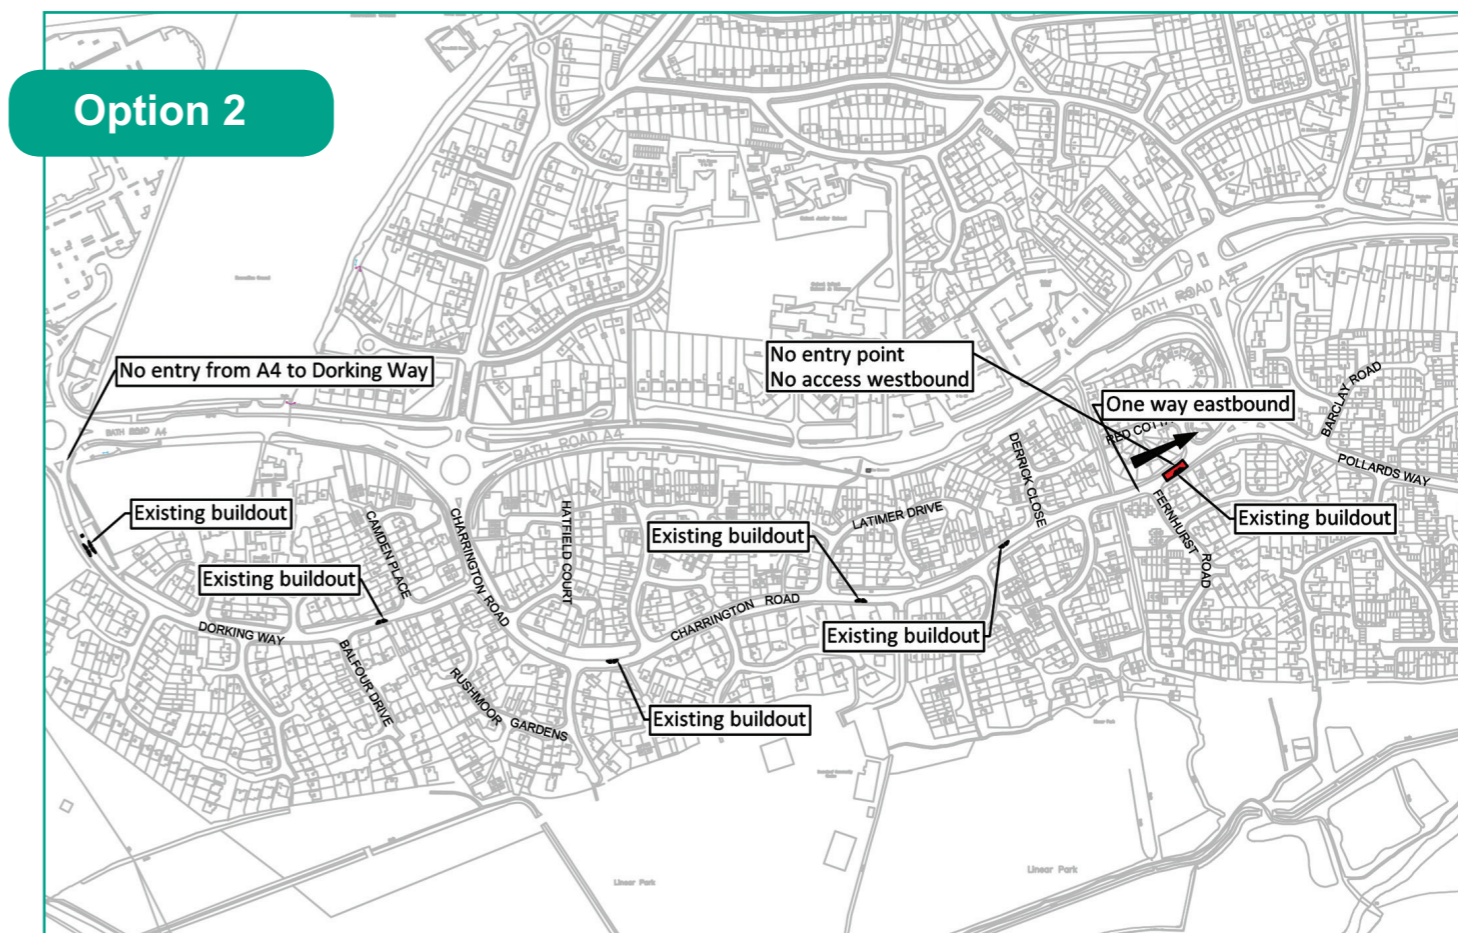 Option 2
BATH ROAD A4
No entry from A4 to Dorking Way
No entry point
No access westbound
One way eastbound
BARCLAY ROAD
BATH ROAD A4
BATH ROAD A4
DERRICK CLOSE
POLLARDS WAY
Existing buildout
Existing buildout
HATFIELD COURT
CAMDEN PLACE
CHARRINGTON ROAD
LATIMER DRIVE
Existing buildout
FERNHURST ROAD
Existing buildout
CHARRINGTON ROAD
DORKING WAY
Existing buildout
BALFOUR DRIVE
RUSHMOOR GARDENS
Existing buildout
Linear Park
Linear Park